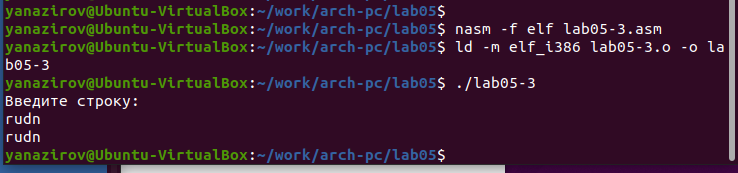 yanazirov@Ubuntu-VirtualBox:~/work/arch-pc/lab05$
yanazirov@Ubuntu-VirtualBox:~/work/arch-pc/lab05$ nasm -f elf lab05-3.asm
yanazirov@Ubuntu-VirtualBox:~/work/arch-pc/lab05$ ld -m elf_i386 lab05-3.o -o la
b05-3
yanazirov@Ubuntu-VirtualBox:~/work/arch-pc/lab05$ ./lab05-3
Введите строку:
rudn
rudn
yanazirov@Ubuntu-VirtualBox:~/work/arch-pc/lab05$